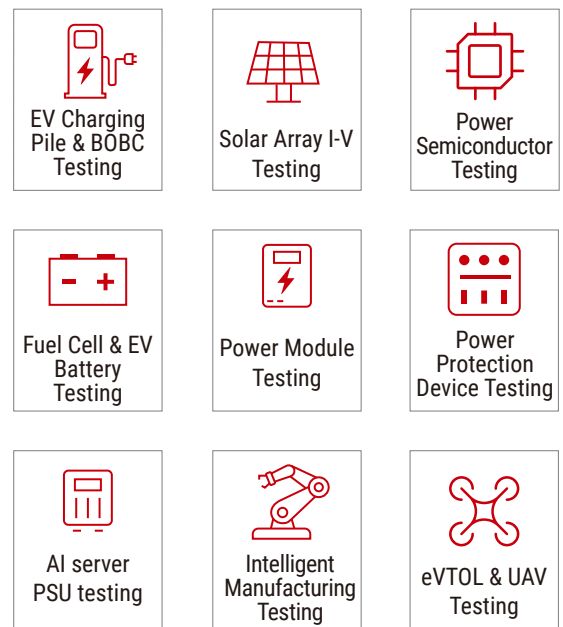 EV Charging
Pile & BOBC
Testing
Solar Array I-V
Testing
Power
Semiconductor
Testing
Fuel Cell & EV
Battery
Testing
Power Module
Testing
Power
Protection
Device Testing
AI server
PSU testing
Intelligent
Manufacturing
Testing
eVTOL & UAV
Testing